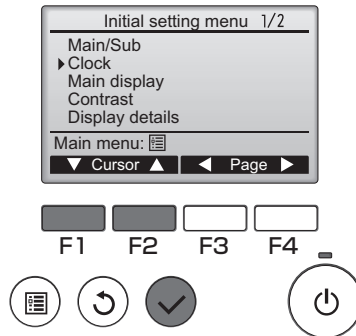 Initial setting menu 1/2
Main/Sub
Clock
Main display
Contrast
Display details
Main menu:
▼ Cursor ▲ ◀ Page ▶
F1 F2 F3 F4